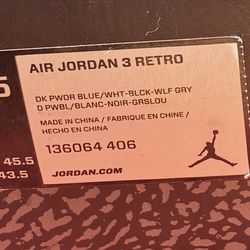 AIR JORDAN 3 RETRO
5
DK PWDR BLUE/WHT-BLCK-WLF GRY
D PWBL/BLANC-NOIR-GRSLOU
MADE IN CHINA / FABRIQUE EN CHINE /
HECHO EN CHINA
136064 406
45.5
43.5
JORDAN.COM